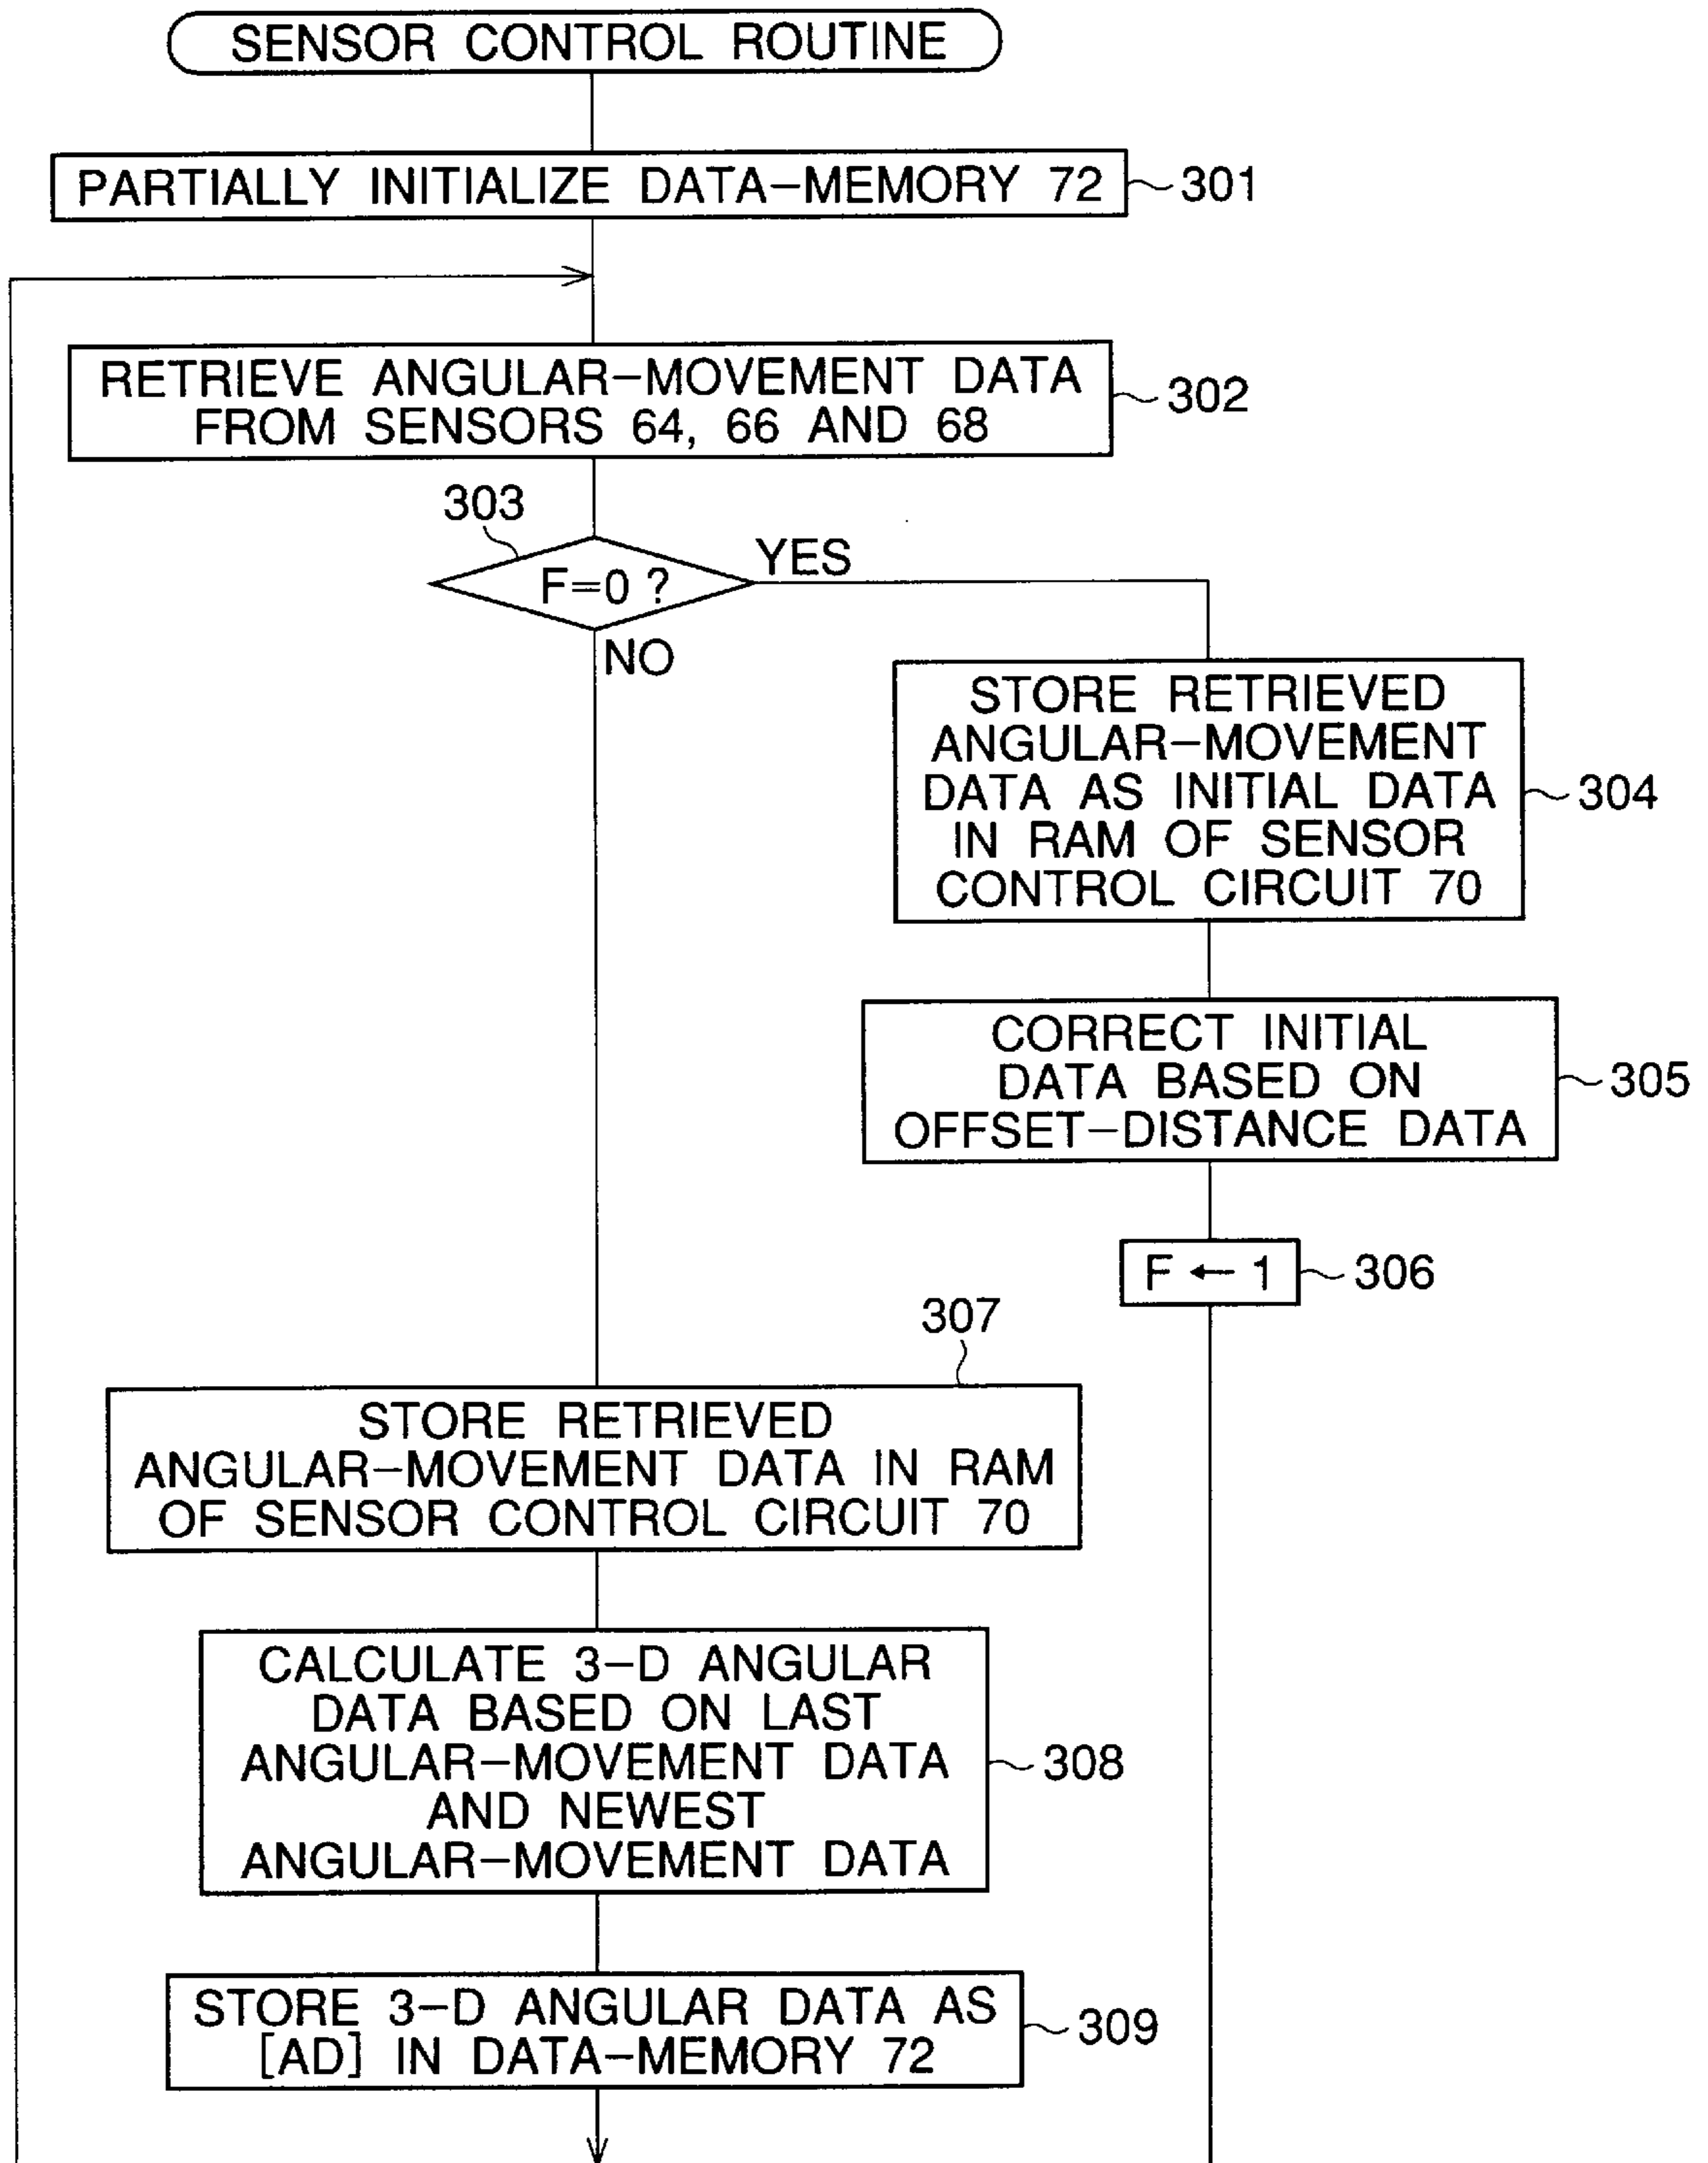 SENSOR CONTROL ROUTINE
PARTIALLY INITIALIZE DATA-MEMORY 72
301
RETRIEVE ANGULAR-MOVEMENT DATA
FROM SENSORS 64, 66 AND 68
302
303
F=0 ?
YES
NO
STORE RETRIEVED
ANGULAR-MOVEMENT
DATA AS INITIAL DATA
IN RAM OF SENSOR
CONTROL CIRCUIT 70
304
CORRECT INITIAL
DATA BASED ON
OFFSET-DISTANCE DATA
305
F ← 1
306
307
STORE RETRIEVED
ANGULAR-MOVEMENT DATA IN RAM
OF SENSOR CONTROL CIRCUIT 70
CALCULATE 3-D ANGULAR
DATA BASED ON LAST
ANGULAR-MOVEMENT DATA
AND NEWEST
ANGULAR-MOVEMENT DATA
308
STORE 3-D ANGULAR DATA AS
[AD] IN DATA-MEMORY 72
309